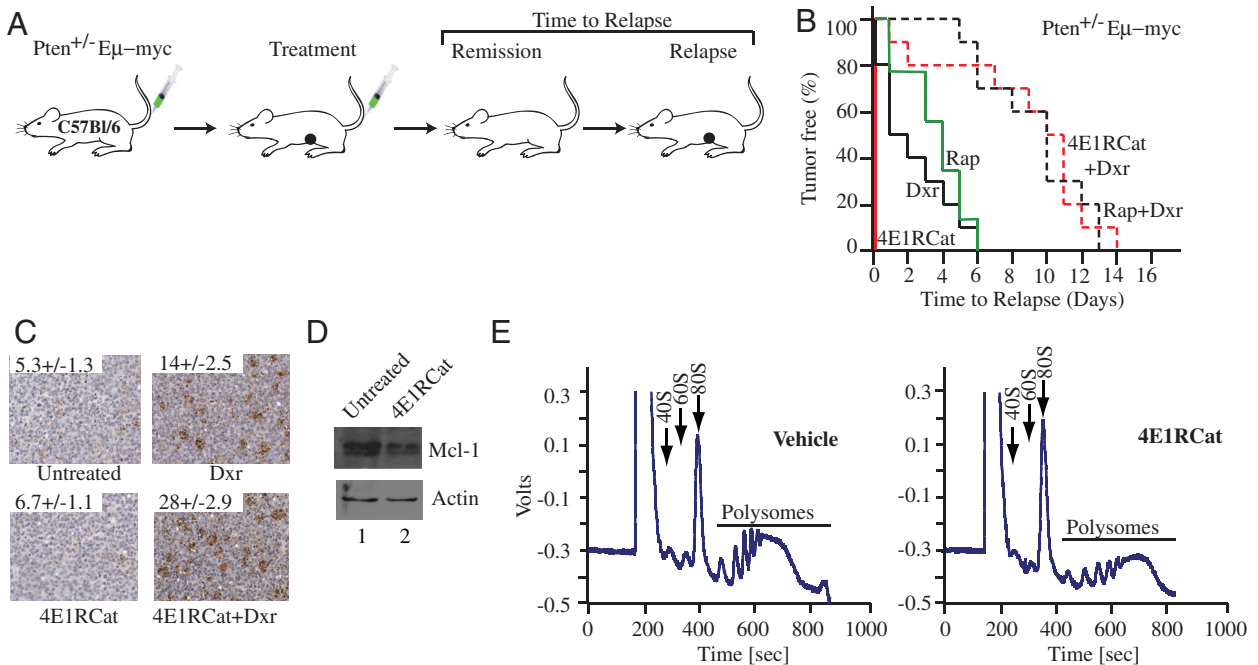 A
Pten+/-Eµ–myc
Treatment
Time to Relapse
Remission
Relapse
C57Bl/6
B
Pten+/-Eµ–myc
Tumor free (%)
100
80
60
40
20
0
Rap
Dxr
4E1RCat
4E1RCat
+Dxr
Rap+Dxr
0 2 4 6 8 10 12 14 16
Time to Relapse (Days)
C
5.3+/-1.3
14+/-2.5
Untreated
Dxr
6.7+/-1.1
28+/-2.9
4E1RCat
4E1RCat+Dxr
D
Untreated
4E1RCat
Mcl-1
Actin
1 2
E
Volts
0.3
0.1
-0.1
-0.3
-0.5
40S
60S
80S
Vehicle
Polysomes
0 200 400 600 800 1000
Time [sec]
0.3
0.1
-0.1
-0.3
-0.5
40S
60S
80S
4E1RCat
Polysomes
0 200 400 600 800 1000
Time [sec]